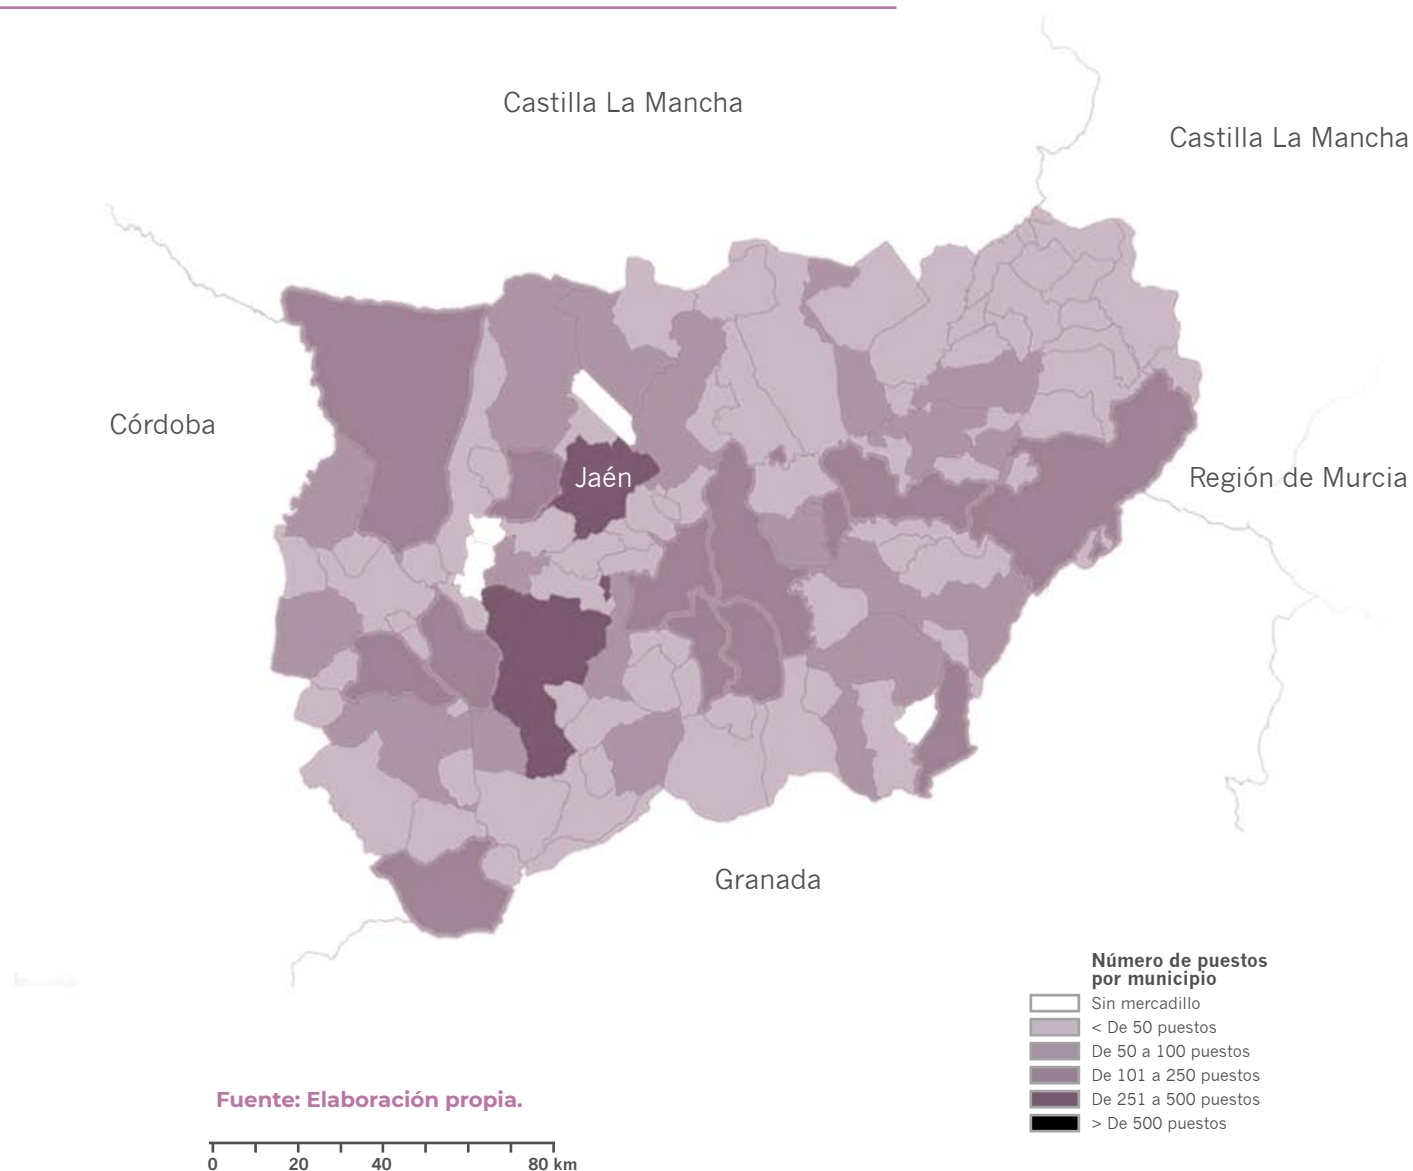 Castilla La Mancha
Castilla La Mancha
Córdoba
Jaén
Región de Murcia
Granada
Número de puestos
por municipio
Sin mercadillo
< De 50 puestos
De 50 a 100 puestos
De 101 a 250 puestos
De 251 a 500 puestos
> De 500 puestos
Fuente: Elaboración propia.
0 20 40 80 km